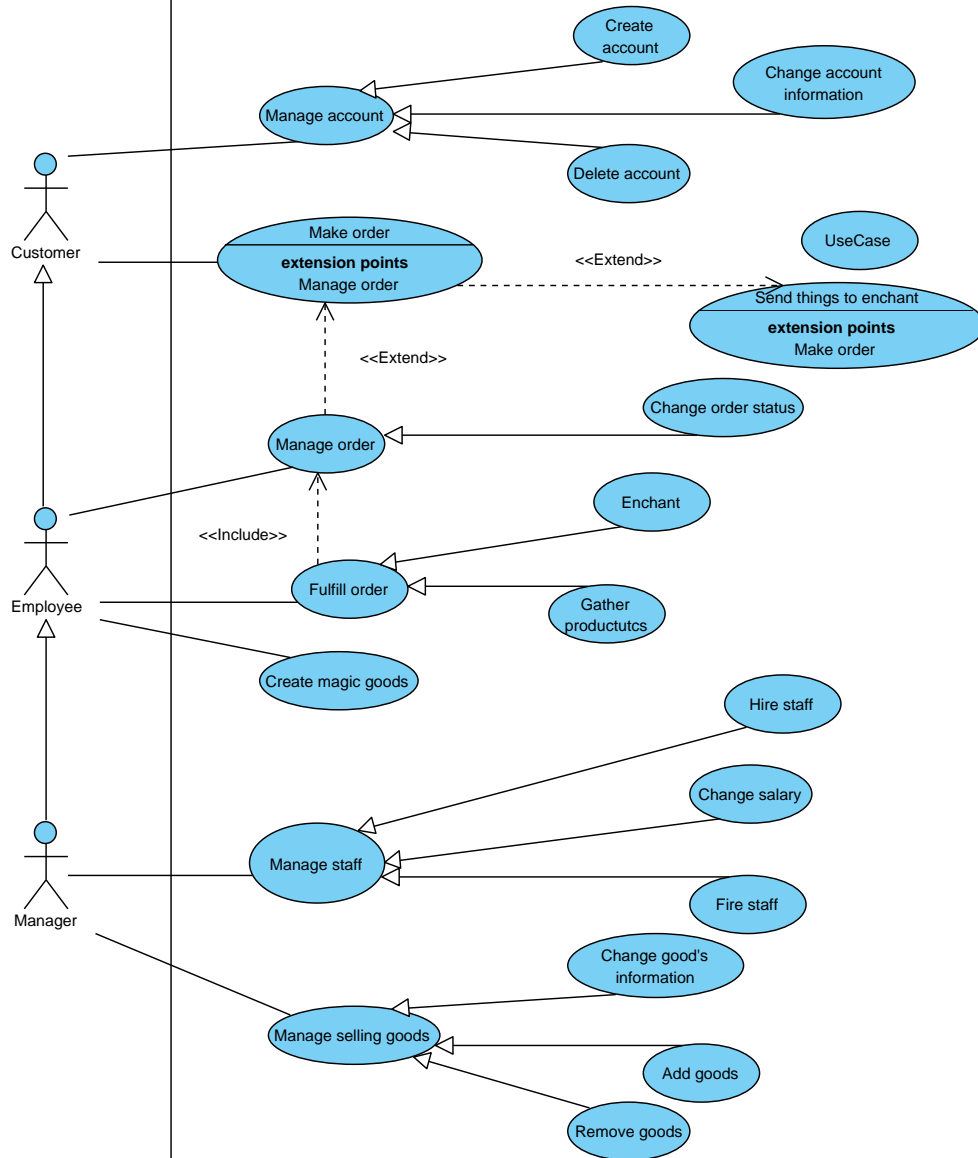 Create
account
Change account
information
Manage account
Delete account
Customer
Make order
extension points
Manage order
<<Extend>>
UseCase
Send things to enchant
extension points
Make order
<<Extend>>
Change order status
Manage order
Enchant
<<Include>>
Fulfill order
Gather
productutcs
Employee
Create magic goods
Hire staff
Change salary
Manage staff
Fire staff
Manager
Change good's
information
Manage selling goods
Add goods
Remove goods